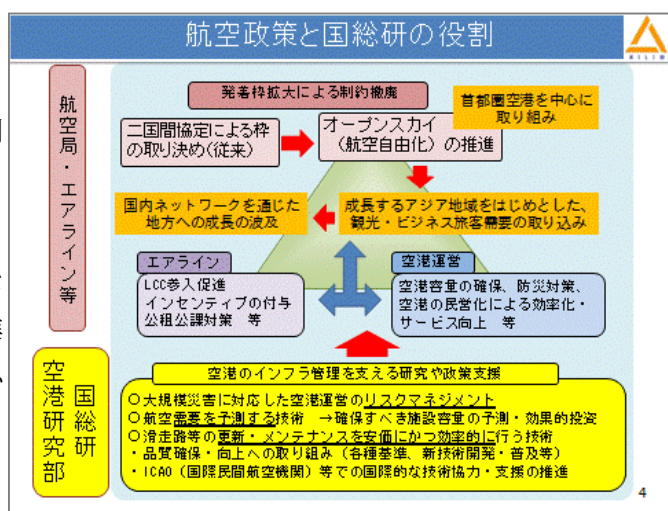 航空政策と国総研の役割
NILIM
航空局・エアライン等
発着枠拡大による制約撤廃
首都圏空港を中心に
取り組み
二国間協定による枠
の取り決め(従来)
オープンスカイ
(航空自由化)の推進
国内ネットワークを通じた
地方への成長の波及
成長するアジア地域をはじめとした、
観光・ビジネス旅客需要の取り込み
エアライン
LCC参入促進
インセンティブの付与
公租公課対策 等
空港運営
空港容量の確保、防災対策、
空港の民営化による効率化・
サービス向上 等
国総研
空港研究部
空港のインフラ管理を支える研究や政策支援
○大規模災害に対応した空港運営のリスクマネジメント
○航空需要を予測する技術 →確保すべき施設容量の予測・効果的投資
○滑走路等の更新・メンテナンスを安価にかつ効率的に行う技術
・品質確保・向上への取り組み(各種基準、新技術開発・普及等)
・ICAO(国際民間航空機関)等での国際的な技術協力・支援の推進
4